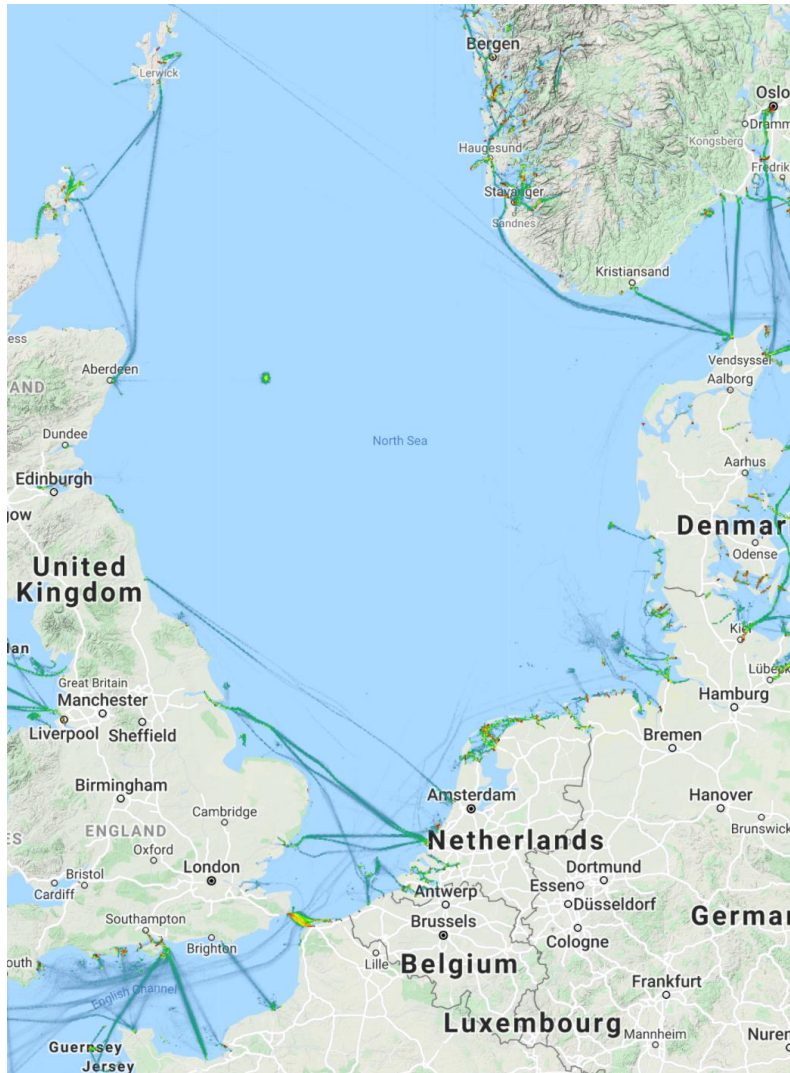 Bergen
Lerwick
Oslo
Dramm
Kongsberg
Fredrik
Haugesund
Stavanger
Sandnes
Kristiansand
ess
Vendsyssel
Aberdeen
AND
Aalborg
Dundee
North Sea
Aarhus
Edinburgh
gow
Denmar
Odense
United
Kingdom
Kie
lan
Lübeck
Great Britain
Manchester
Hamburg
Liverpool
Sheffield
Bremen
Birmingham
Amsterdam
Hanover
Cambridge
Brunswick
ENGLAND
Netherlands
ES
Oxford
Bristol
London
Dortmund
Cardiff
Essen
Antwerp
Düsseldorf
Southampton
Brussels
German
Brighton
Cologne
outh
Lille
Belgium
English Channel
Frankfurt
Luxembourg
Mannheim
Guernsey
Nurem
Jersey